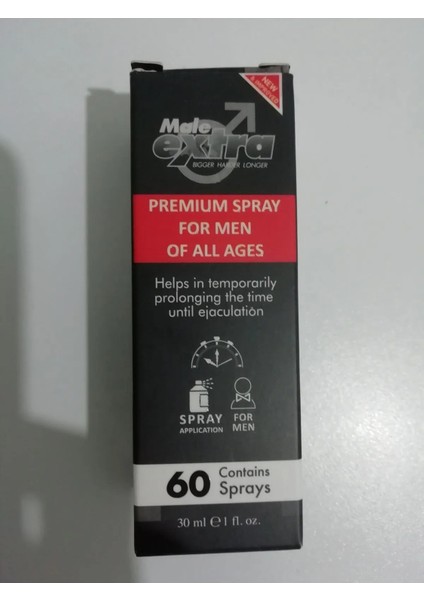 NEW
& IMPROVED
Male
extra
BIGGER HARDER LONGER
PREMIUM SPRAY
FOR MEN
OF ALL AGES
Helps in temporarily
prolonging the time
until ejaculation
SPRAY
APPLICATION
FOR
MEN
60 Contains
Sprays
30 ml ℮ 1 fl. oz.